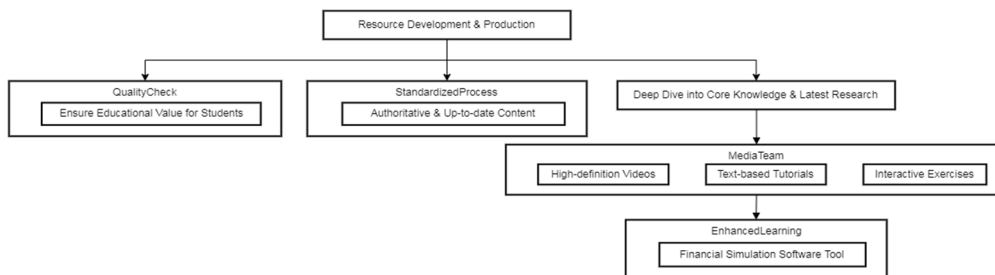 Resource Development & Production
QualityCheck
Ensure Educational Value for Students
StandardizedProcess
Authoritative & Up-to-date Content
Deep Dive into Core Knowledge & Latest Research
MediaTeam
High-definition Videos
Text-based Tutorials
Interactive Exercises
EnhancedLearning
Financial Simulation Software Tool